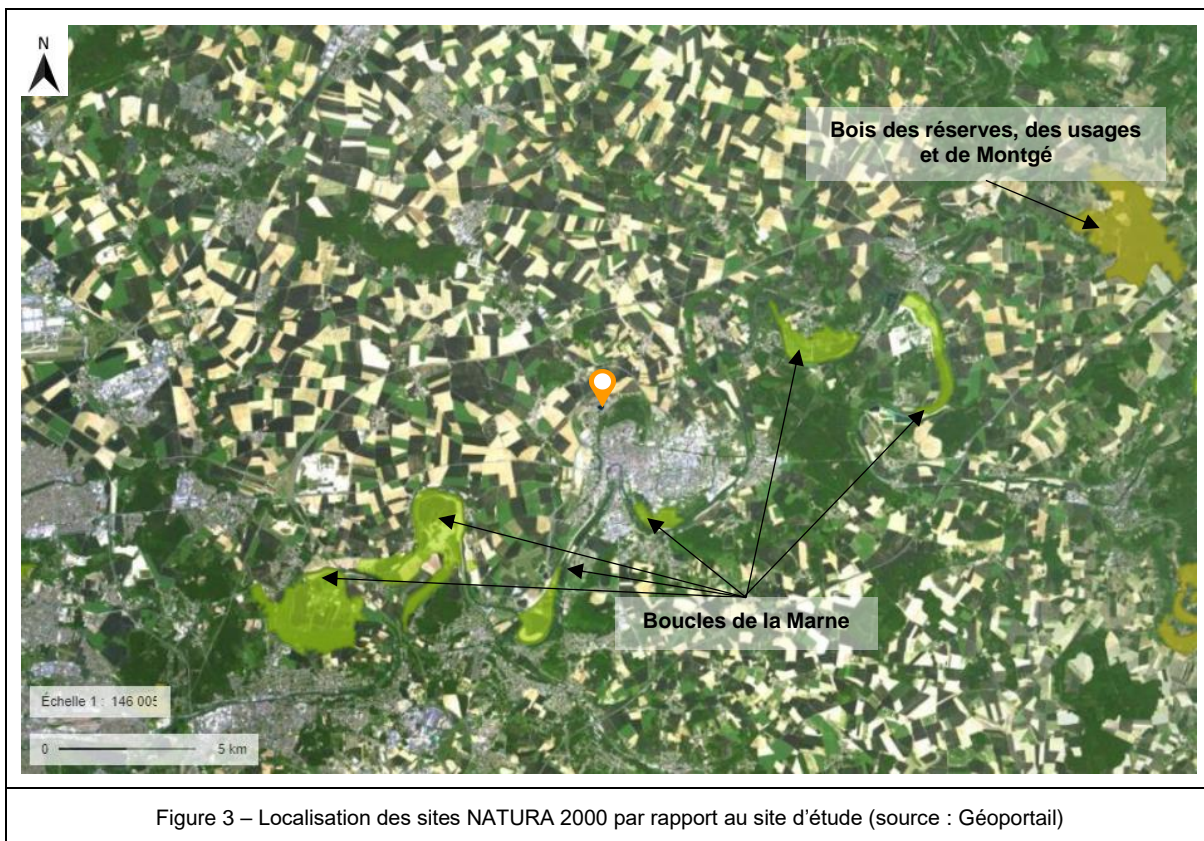 N
Bois des réserves, des usages
et de Montgé
Boucles de la Marne
Échelle 1 : 146 005
0 5 km
Figure 3 – Localisation des sites NATURA 2000 par rapport au site d’étude (source : Géoportail)